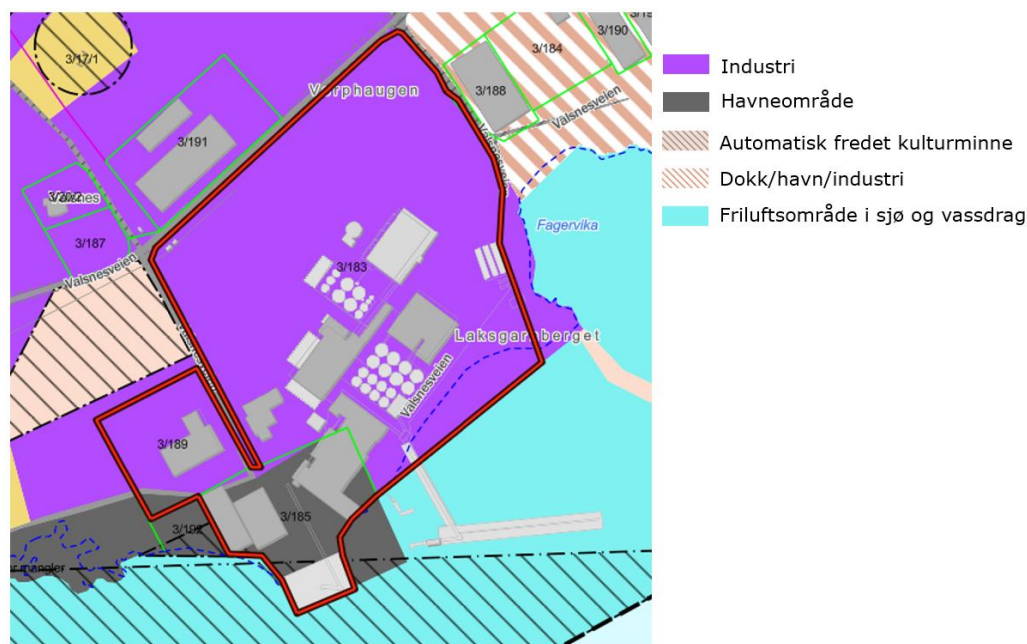 3/17/1
Varphaugen
3/184
3/190
3/188
Valsnesveien
Valsnesveien
3/191
Valsnes
3/187
Valsnesveien
Fagervika
3/183
Laksgarnberget
Valsnesveien
3/189
3/185
3/192
mangler
Industri
Havneområde
Automatisk fredet kulturminne
Dokk/havn/industri
Friluftsområde i sjø og vassdrag